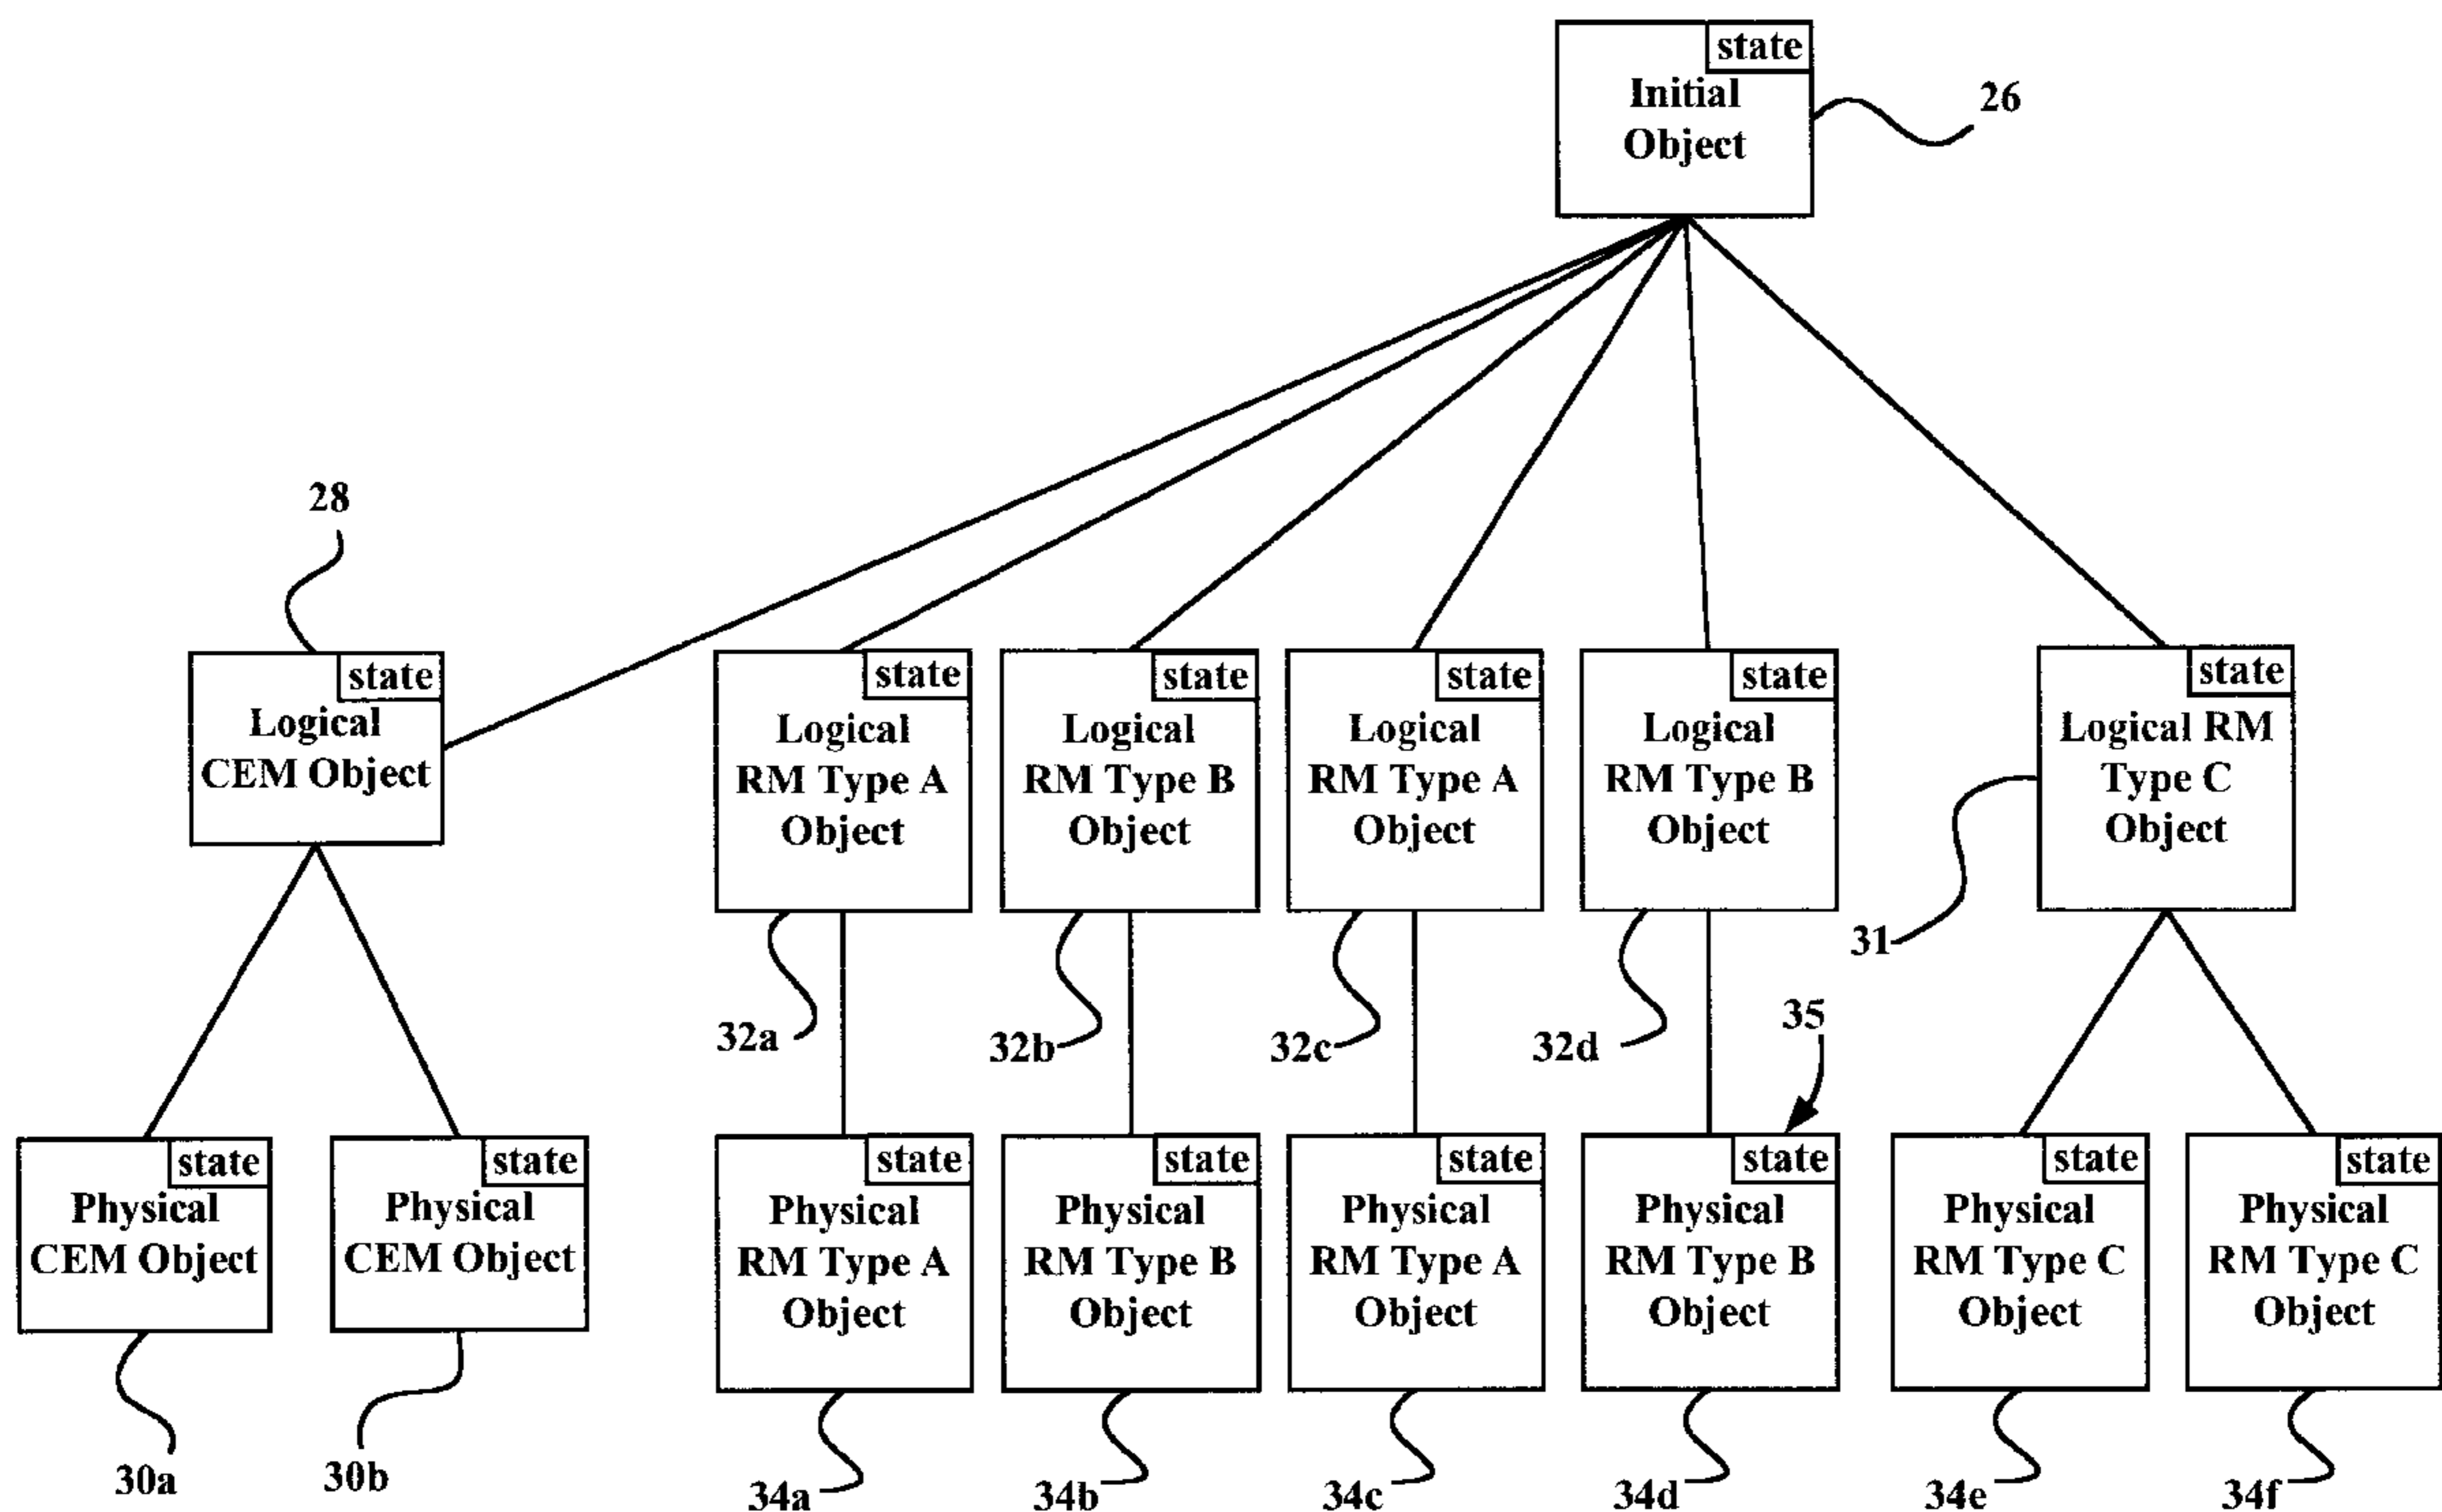 state
Initial
Object
26
28
state
Logical
CEM Object
state
Logical
RM Type A
Object
state
Logical
RM Type B
Object
state
Logical
RM Type A
Object
state
Logical
RM Type B
Object
state
Logical RM
Type C
Object
31
32a
32b
32c
32d
35
state
Physical
CEM Object
state
Physical
CEM Object
state
Physical
RM Type A
Object
state
Physical
RM Type B
Object
state
Physical
RM Type A
Object
state
Physical
RM Type B
Object
state
Physical
RM Type C
Object
state
Physical
RM Type C
Object
30a
30b
34a
34b
34c
34d
34e
34f